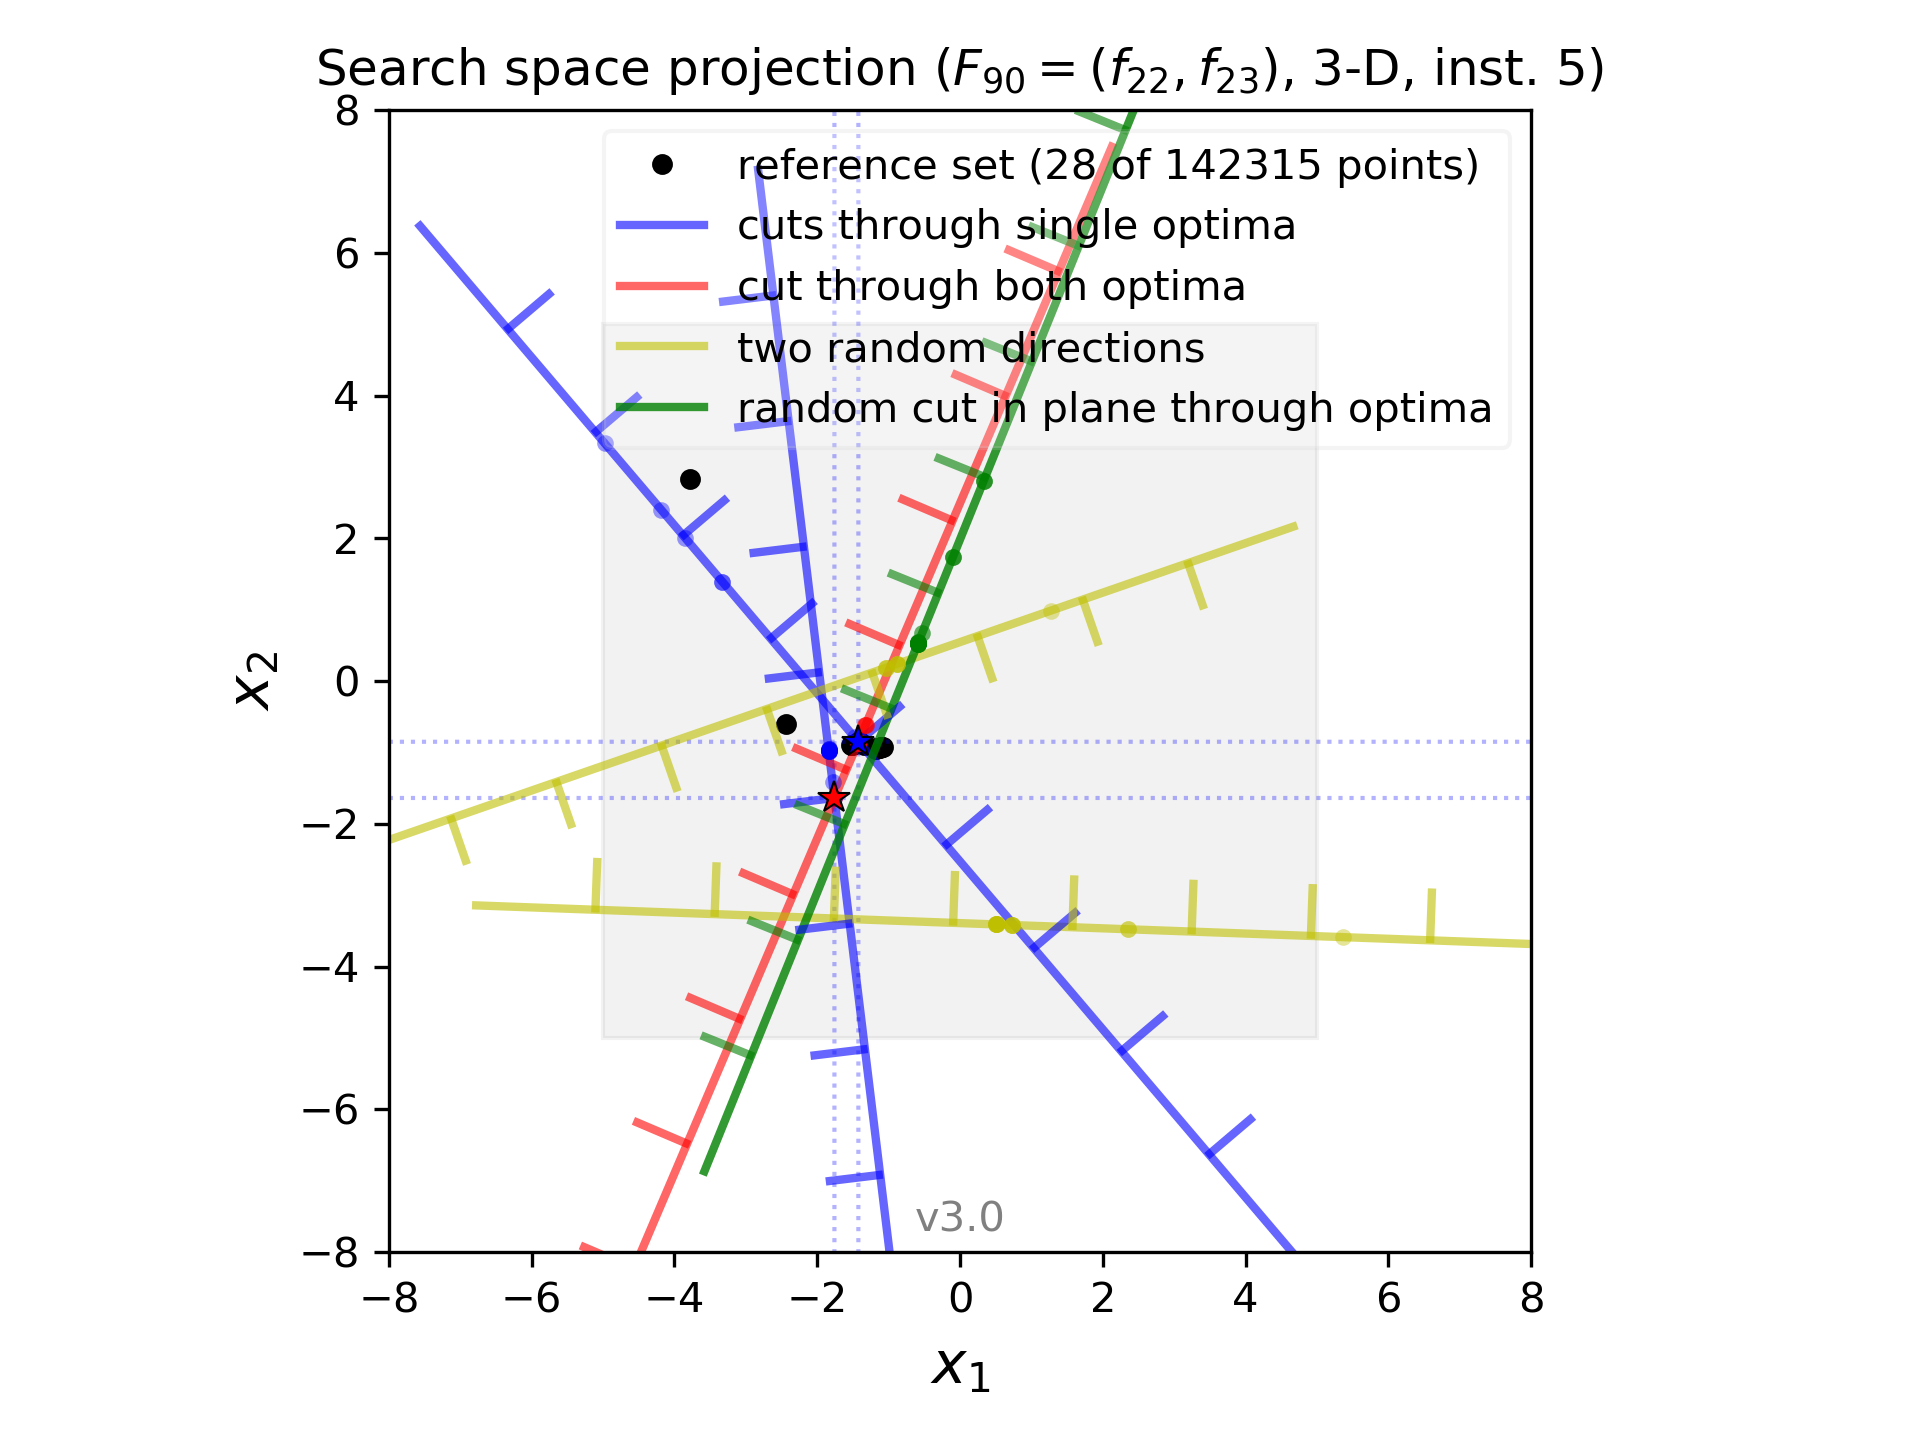 Search space projection (F₉₀ = (f₂₂, f₂₃), 3-D, inst. 5)
reference set (28 of 142315 points)
cuts through single optima
cut through both optima
two random directions
random cut in plane through optima
8
6
4
2
0
−2
−4
−6
−8
x₂
v3.0
−8 −6 −4 −2 0 2 4 6 8
x₁